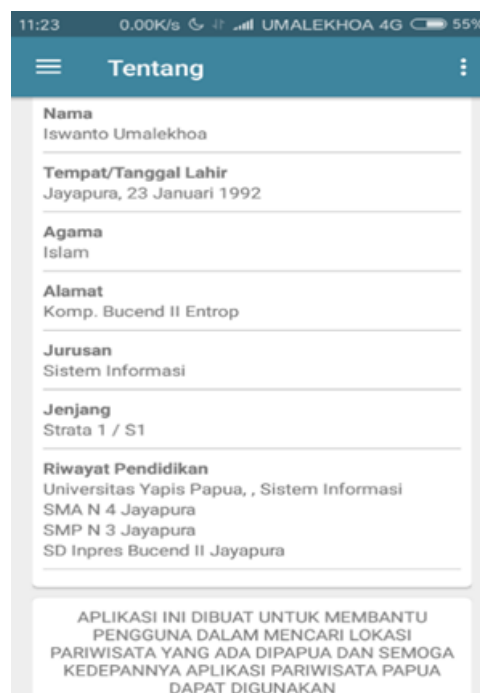 11:23 0.00K/s UMALEKHOA 4G 55%
Tentang
Nama
Iswanto Umalekhoa
Tempat/Tanggal Lahir
Jayapura, 23 Januari 1992
Agama
Islam
Alamat
Komp. Bucend II Entrop
Jurusan
Sistem Informasi
Jenjang
Strata 1 / S1
Riwayat Pendidikan
Universitas Yapis Papua, , Sistem Informasi
SMA N 4 Jayapura
SMP N 3 Jayapura
SD Inpres Bucend II Jayapura
APLIKASI INI DIBUAT UNTUK MEMBANTU
PENGGUNA DALAM MENCARI LOKASI
PARIWISATA YANG ADA DIPAPUA DAN SEMOGA
KEDEPANNYA APLIKASI PARIWISATA PAPUA
DAPAT DIGUNAKAN